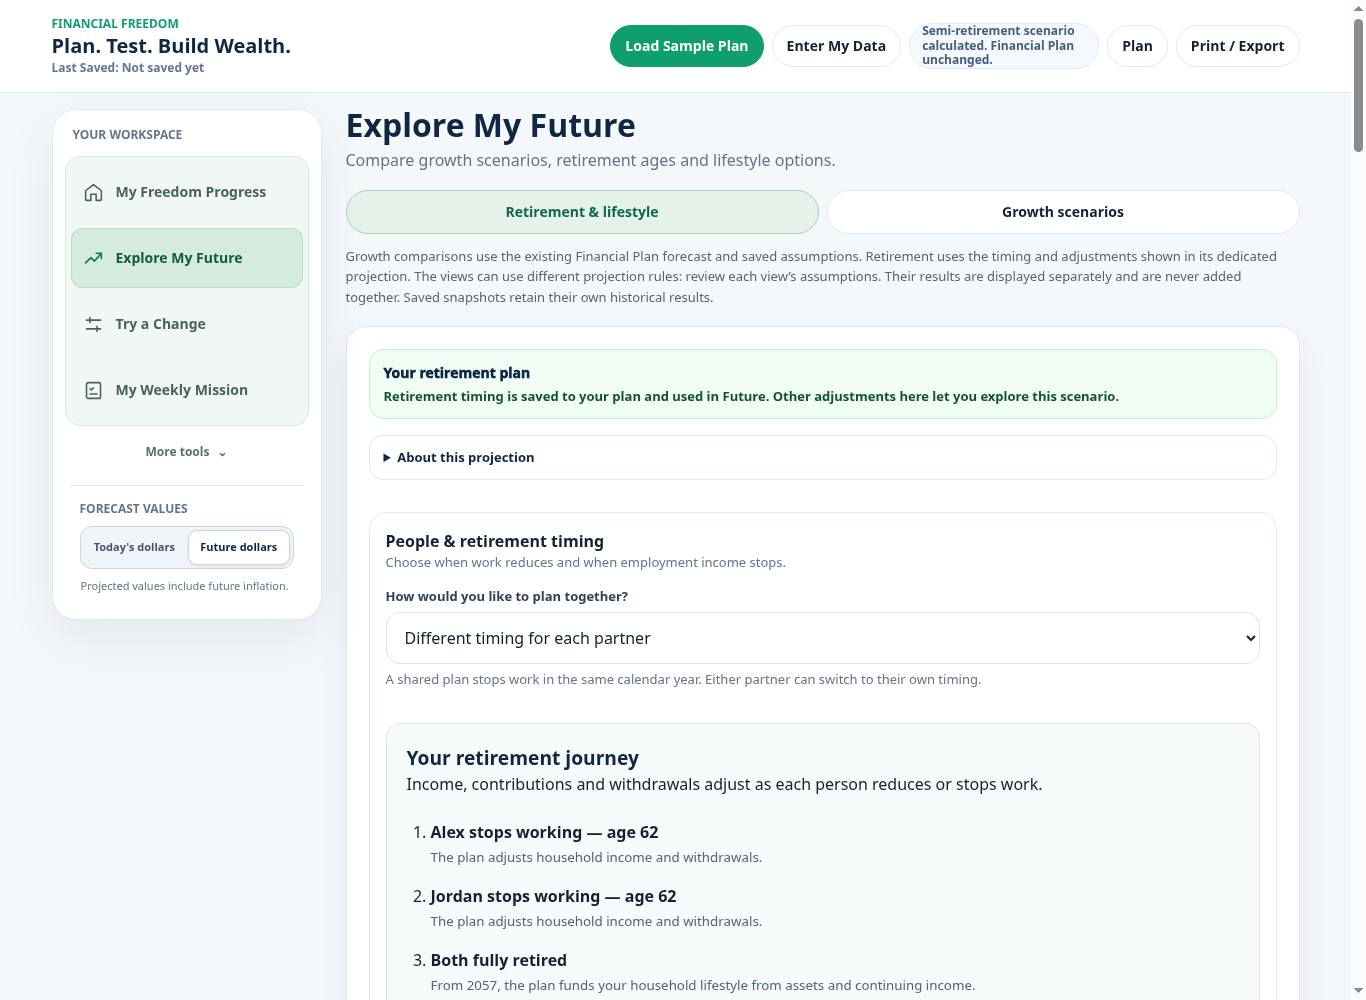 FINANCIAL FREEDOM
Plan. Test. Build Wealth.
Last Saved: Not saved yet
Load Sample Plan
Enter My Data
Semi-retirement scenario
calculated. Financial Plan
unchanged.
Plan
Print / Export
YOUR WORKSPACE
My Freedom Progress
Explore My Future
Try a Change
My Weekly Mission
More tools
FORECAST VALUES
Today's dollars
Future dollars
Projected values include future inflation.
Explore My Future
Compare growth scenarios, retirement ages and lifestyle options.
Retirement & lifestyle
Growth scenarios
Growth comparisons use the existing Financial Plan forecast and saved assumptions. Retirement uses the timing and adjustments shown in its dedicated
projection. The views can use different projection rules: review each view’s assumptions. Their results are displayed separately and are never added
together. Saved snapshots retain their own historical results.
Your retirement plan
Retirement timing is saved to your plan and used in Future. Other adjustments here let you explore this scenario.
About this projection
People & retirement timing
Choose when work reduces and when employment income stops.
How would you like to plan together?
Different timing for each partner
A shared plan stops work in the same calendar year. Either partner can switch to their own timing.
Your retirement journey
Income, contributions and withdrawals adjust as each person reduces or stops work.
1. Alex stops working — age 62
The plan adjusts household income and withdrawals.
2. Jordan stops working — age 62
The plan adjusts household income and withdrawals.
3. Both fully retired
From 2057, the plan funds your household lifestyle from assets and continuing income.